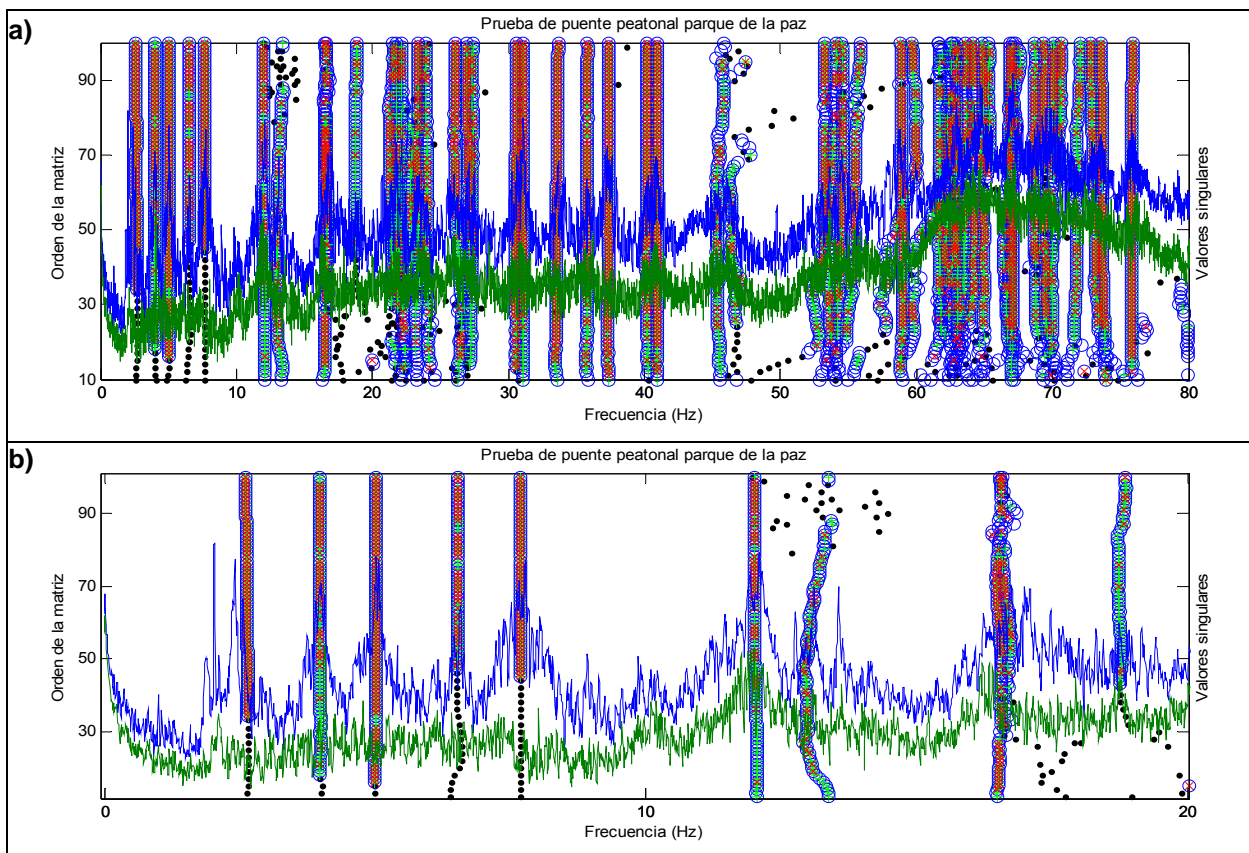 a)
Prueba de puente peatonal parque de la paz
Orden de la matriz
90
70
50
30
10
0
10
20
30
40
50
60
70
80
Frecuencia (Hz)
Valores singulares
b)
Prueba de puente peatonal parque de la paz
Orden de la matriz
90
70
50
30
0
10
20
Frecuencia (Hz)
Valores singulares